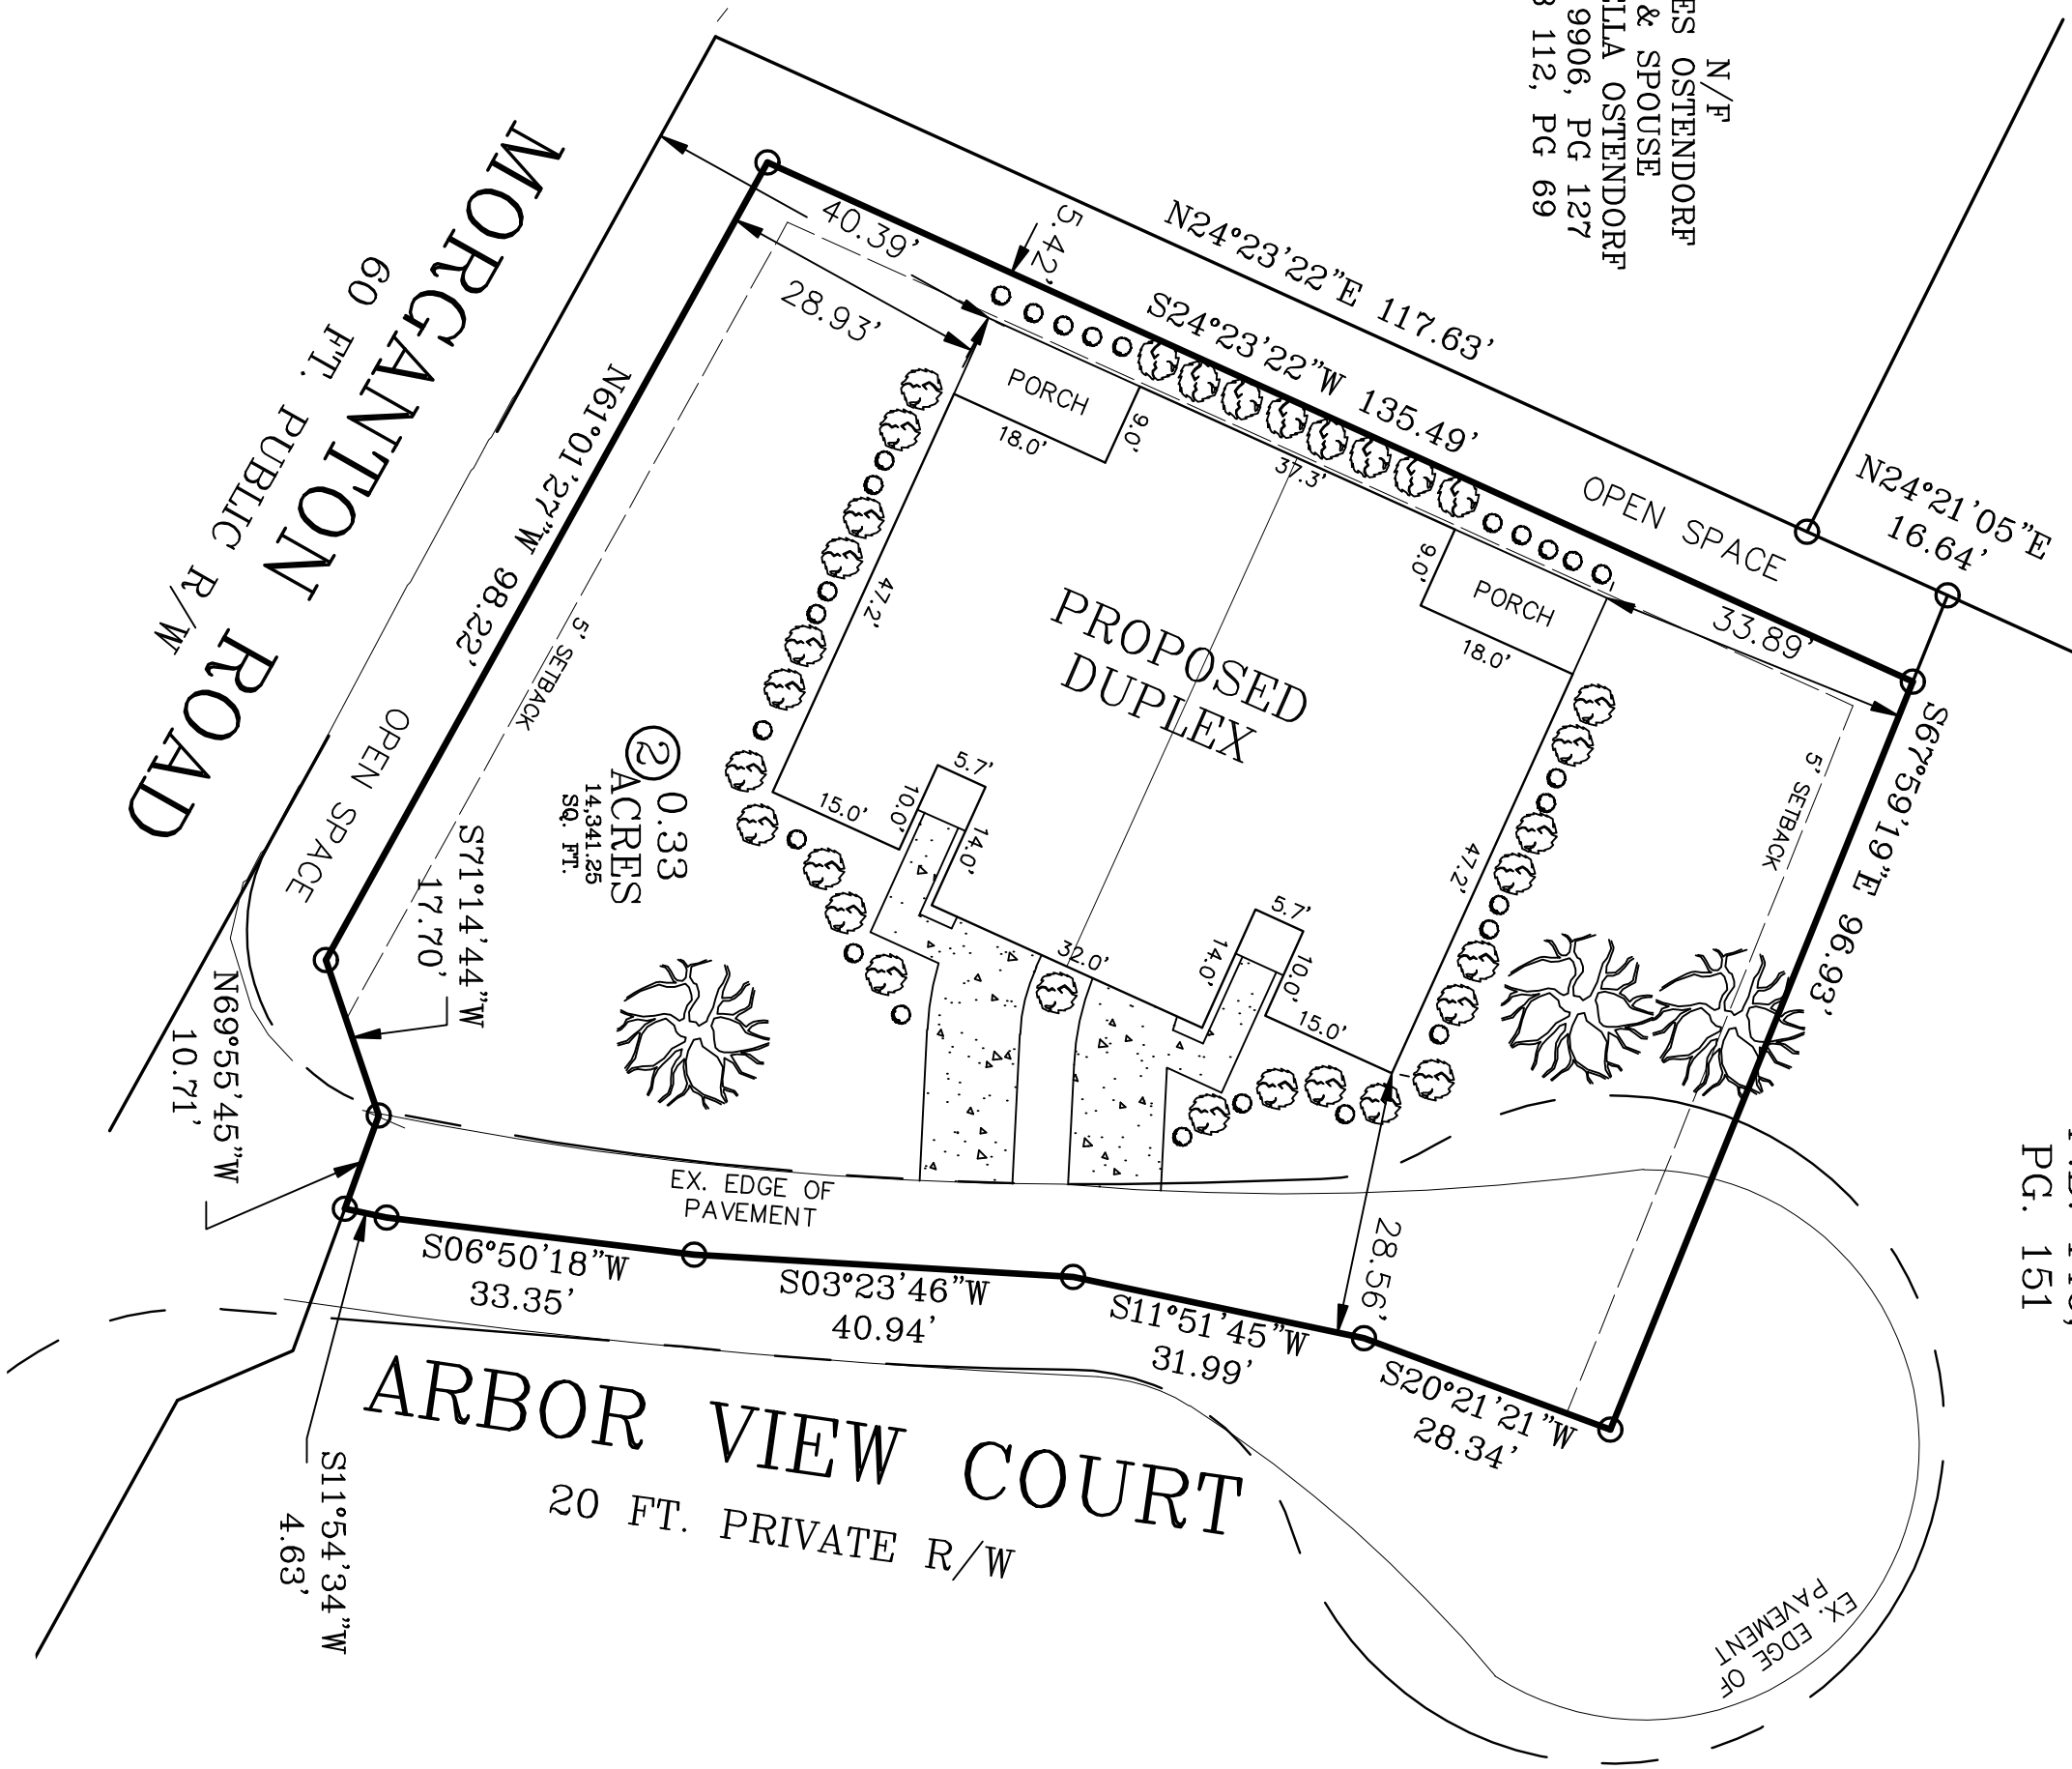 N/F
ES OSTENDORF
& SPOUSE
LLA OSTENDORF
9906, PG 127
112, PG 69
N24°23'22"E 117.63'
S24°23'22"W 135.49'
N24°21'05"E
16.64'
OPEN SPACE
40.39'
5.42'
28.93'
33.89'
PORCH
18.0'
9.0'
37.3'
9.0'
PORCH
18.0'
MORGANTON ROAD
60 FT. PUBLIC R/W
N61°01'27"W 98.22'
5' SETBACK
OPEN SPACE
47.2'
PROPOSED
DUPLEX
S67°59'19"E 96.93'
5' SETBACK
2
0.33
ACRES
14,341.25
SQ. FT.
15.0'
10.0'
5.7'
14.0'
32.0'
14.0'
5.7'
10.0'
15.0'
47.2'
S71°14'44"W
17.70'
N69°55'45"W
10.71'
EX. EDGE OF
PAVEMENT
28.56'
S06°50'18"W
33.35'
S03°23'46"W
40.94'
S11°51'45"W
31.99'
S20°21'21"W
28.34'
S11°54'34"W
4.63'
ARBOR VIEW COURT
20 FT. PRIVATE R/W
EX. EDGE OF
PAVEMENT
PG. 151